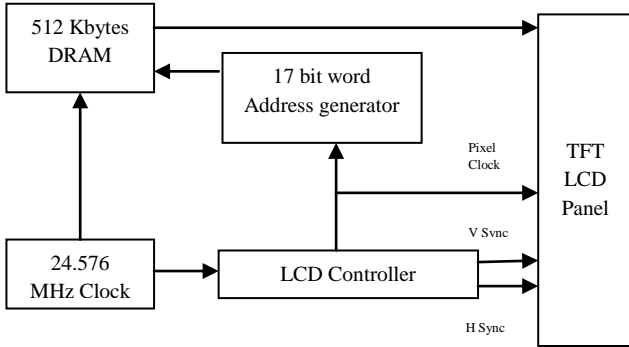 512 Kbytes
DRAM
17 bit word
Address generator
Pixel
Clock
TFT
LCD
Panel
V Sync
24.576
MHz Clock
LCD Controller
H Sync